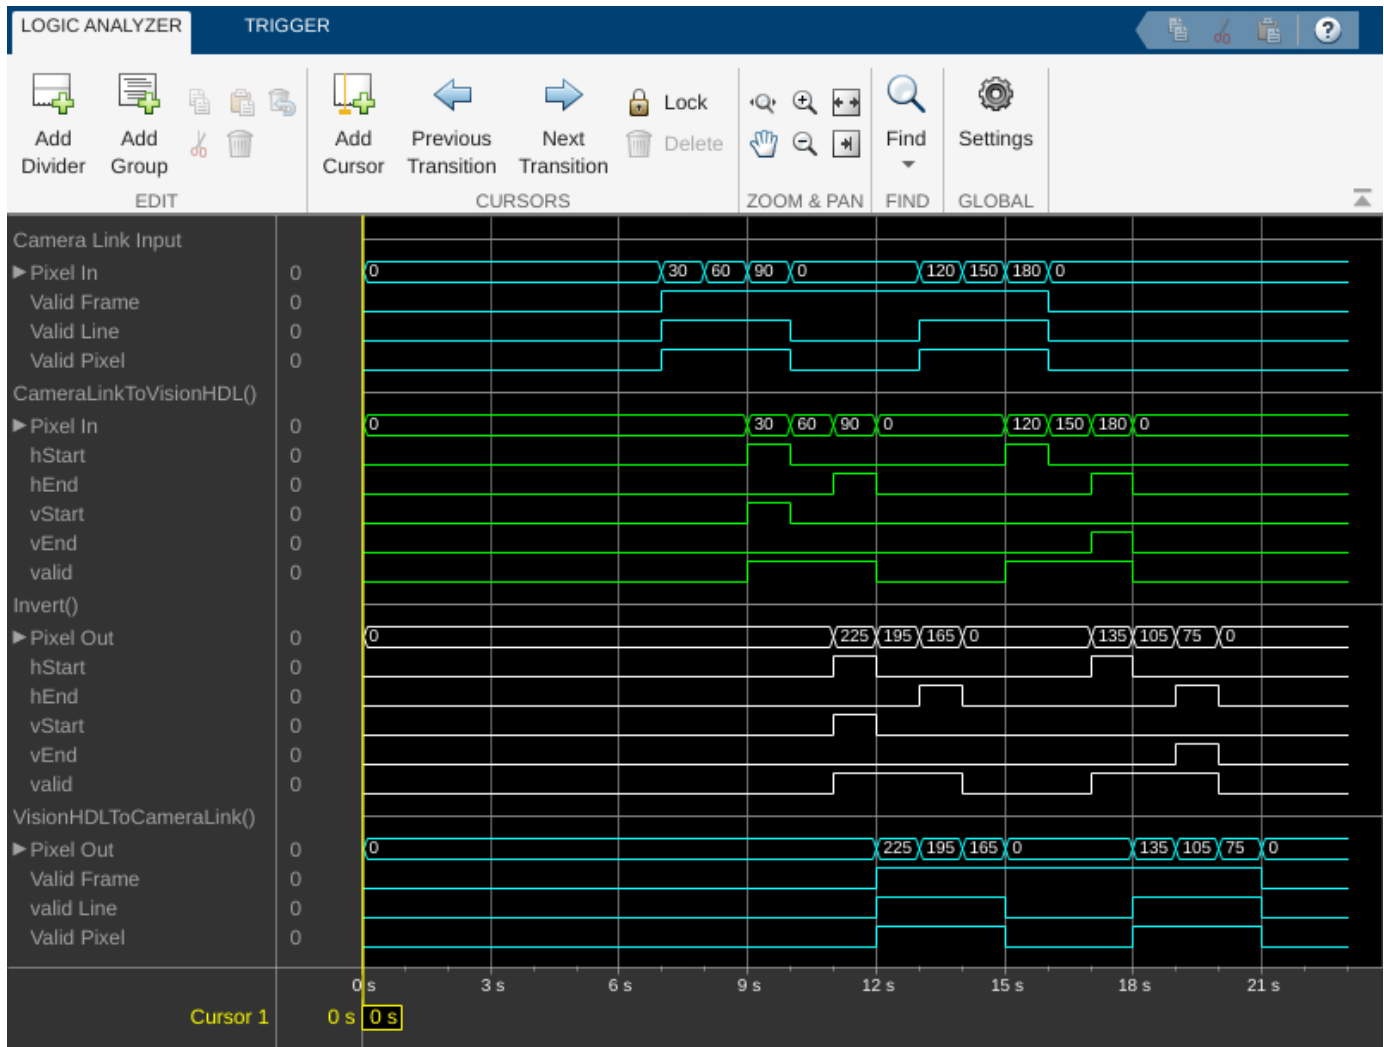 LOGIC ANALYZER TRIGGER
?
Add Divider
Add Group
Add Cursor
Previous Transition
Next Transition
Lock
Delete
Find
Settings
EDIT CURSORS ZOOM & PAN FIND GLOBAL
Camera Link Input
Pixel In 0 0 30 60 90 0 120 150 180 0
Valid Frame 0
Valid Line 0
Valid Pixel 0
CameraLinkToVisionHDL()
Pixel In 0 0 30 60 90 0 120 150 180 0
hStart 0
hEnd 0
vStart 0
vEnd 0
valid 0
Invert()
Pixel Out 0 0 225 195 165 0 135 105 75 0
hStart 0
hEnd 0
vStart 0
vEnd 0
valid 0
VisionHDLToCameraLink()
Pixel Out 0 0 225 195 165 0 135 105 75 0
Valid Frame 0
valid Line 0
Valid Pixel 0
0 s 3 s 6 s 9 s 12 s 15 s 18 s 21 s
Cursor 1 0 s 0 s